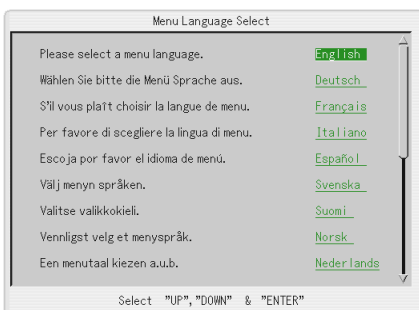 Menu Language Select
Please select a menu language. English
Wählen Sie bitte die Menü Sprache aus. Deutsch
S'il vous plaît choisir la langue de menu. Français
Per favore di scegliere la lingua di menu. Italiano
Escoja por favor el idioma de menú. Español
Välj menyn språken. Svenska
Valitse valikkokieli. Suomi
Vennligst velg et menyspråk. Norsk
Een menutaal kiezen a.u.b. Nederlands
Select "UP", "DOWN" & "ENTER"